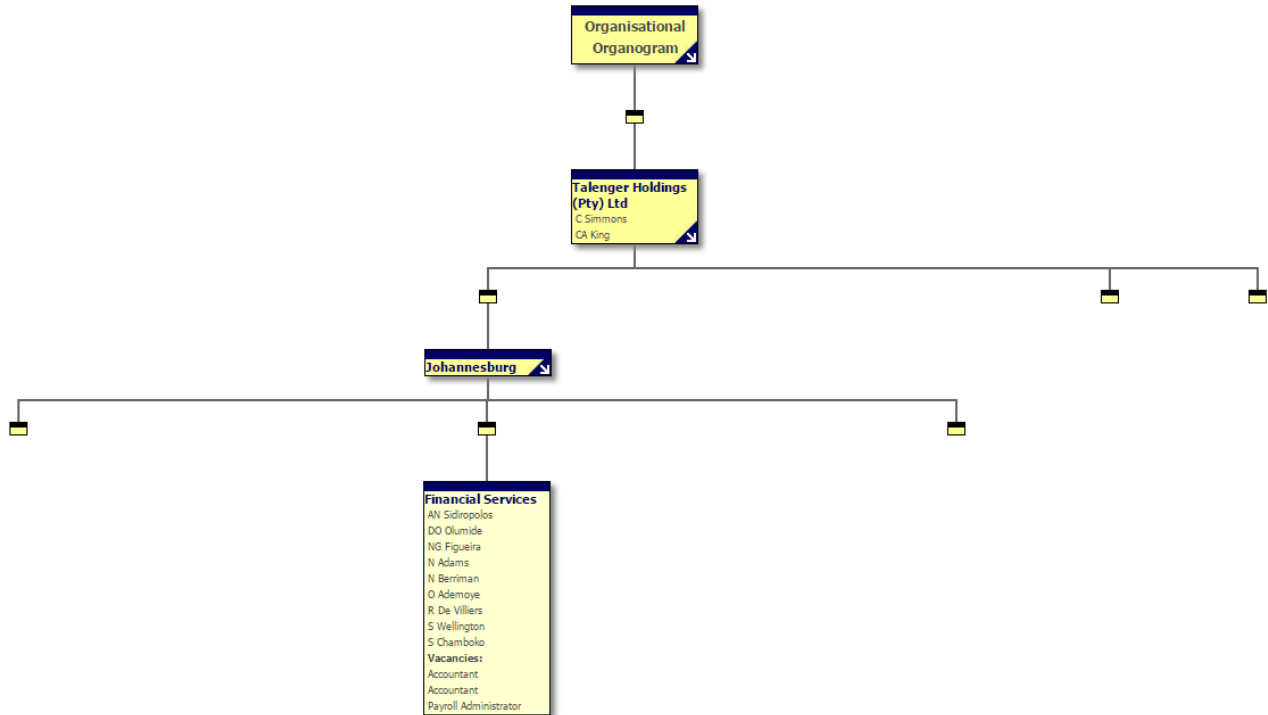 Organisational
Organogram
Talenger Holdings
(Pty) Ltd
C Simmons
CA King
Johannesburg
Financial Services
AN Sidiropolos
DO Olumide
NG Figueira
N Adams
N Berriman
O Ademoye
R De Villiers
S Wellington
S Chamboko
Vacancies:
Accountant
Accountant
Payroll Administrator